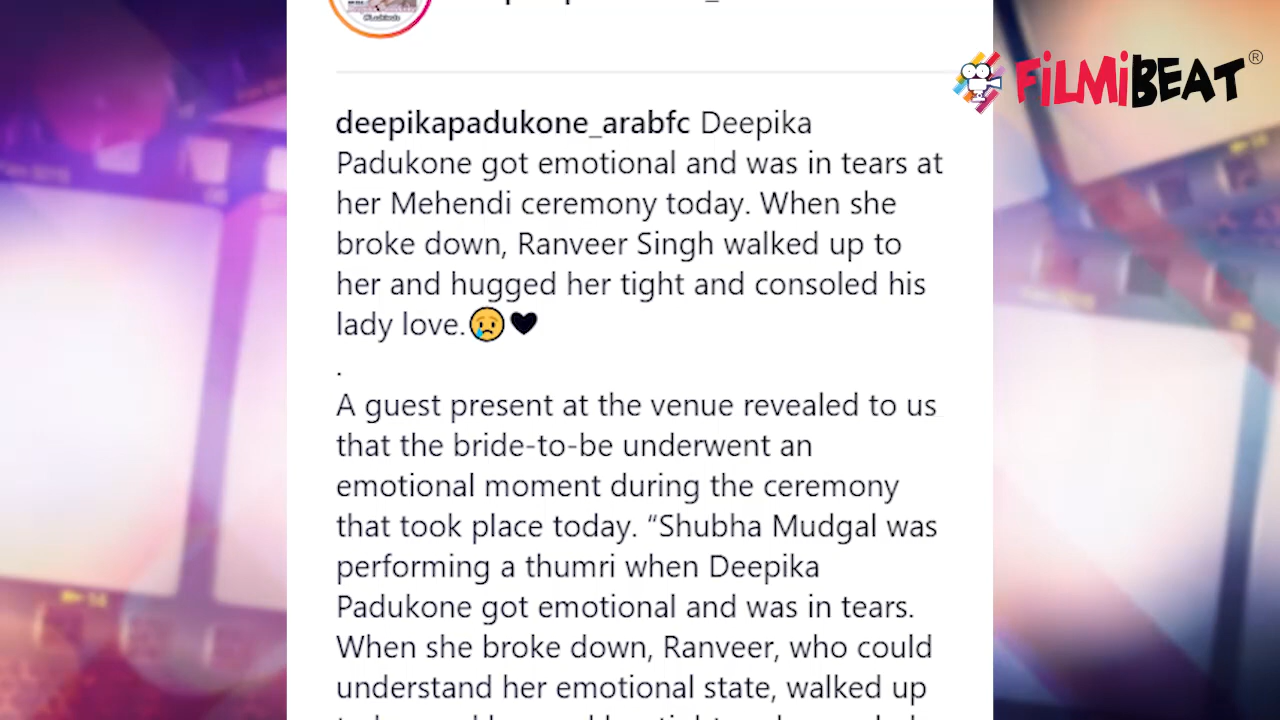 FiLMiBEAT®
deepikapadukone_arabfc Deepika
Padukone got emotional and was in tears at
her Mehendi ceremony today. When she
broke down, Ranveer Singh walked up to
her and hugged her tight and consoled his
lady love.😢🖤
.
A guest present at the venue revealed to us
that the bride-to-be underwent an
emotional moment during the ceremony
that took place today. “Shubha Mudgal was
performing a thumri when Deepika
Padukone got emotional and was in tears.
When she broke down, Ranveer, who could
understand her emotional state, walked up